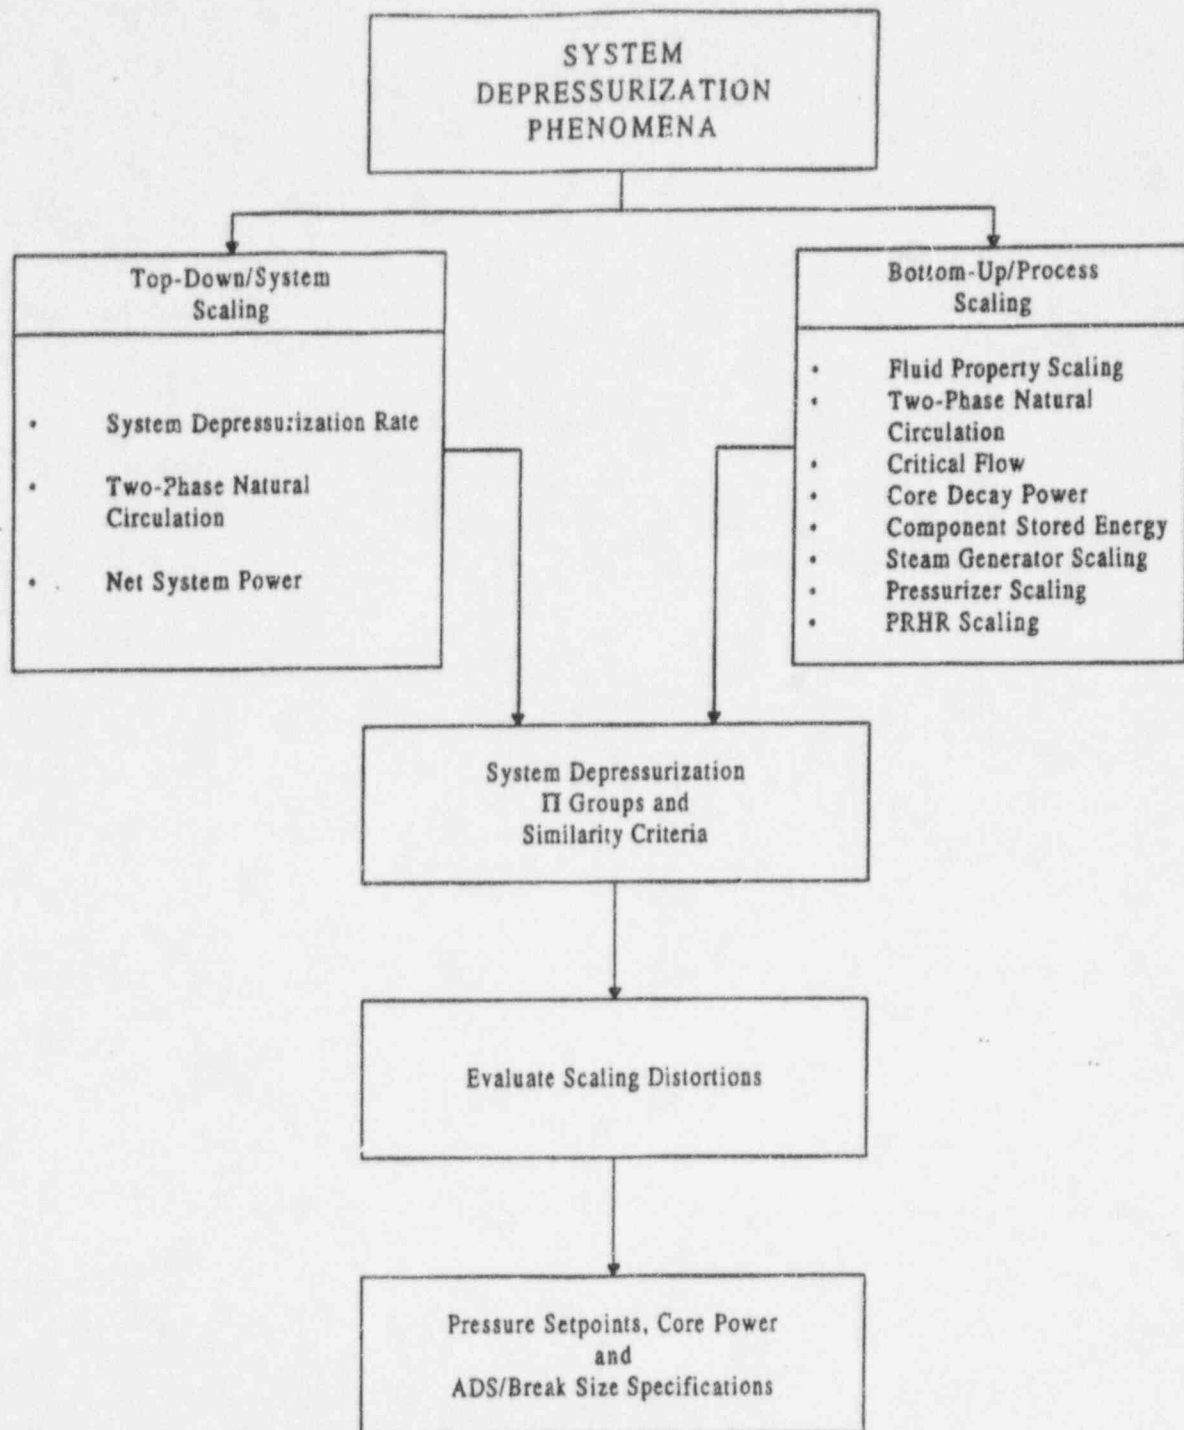 SYSTEM
DEPRESSURIZATION
PHENOMENA
Top-Down/System
Scaling
• System Depressurization Rate
• Two-Phase Natural
Circulation
• Net System Power
Bottom-Up/Process
Scaling
• Fluid Property Scaling
• Two-Phase Natural
Circulation
• Critical Flow
• Core Decay Power
• Component Stored Energy
• Steam Generator Scaling
• Pressurizer Scaling
• PRHR Scaling
System Depressurization
Π Groups and
Similarity Criteria
Evaluate Scaling Distortions
Pressure Setpoints, Core Power
and
ADS/Break Size Specifications